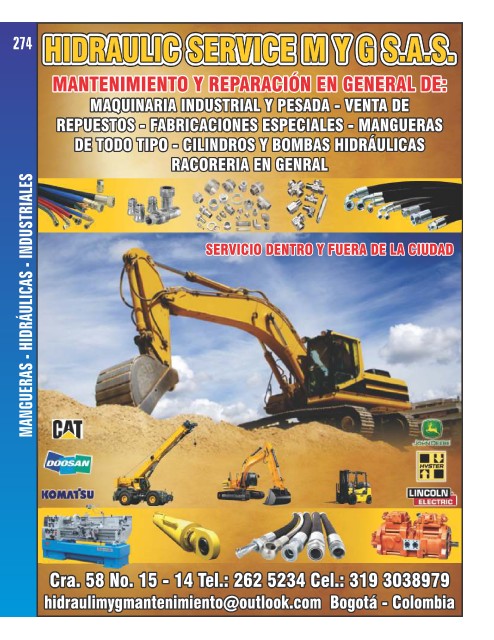 274
HIDRAULIC SERVICE M Y G S.A.S.
MANTENIMIENTO Y REPARACIÓN EN GENERAL DE:
MAQUINARIA INDUSTRIAL Y PESADA - VENTA DE
REPUESTOS - FABRICACIONES ESPECIALES - MANGUERAS
DE TODO TIPO - CILINDROS Y BOMBAS HIDRÁULICAS
RACORERIA EN GENRAL
SERVICIO DENTRO Y FUERA DE LA CIUDAD
MANGUERAS - HIDRÁULICAS - INDUSTRIALES
CAT
DOOSAN
KOMATSU
JOHN DEERE
HYSTER
LINCOLN
ELECTRIC
Cra. 58 No. 15 - 14 Tel.: 262 5234 Cel.: 319 3038979
hidraulimygmantenimiento@outlook.com Bogotá - Colombia